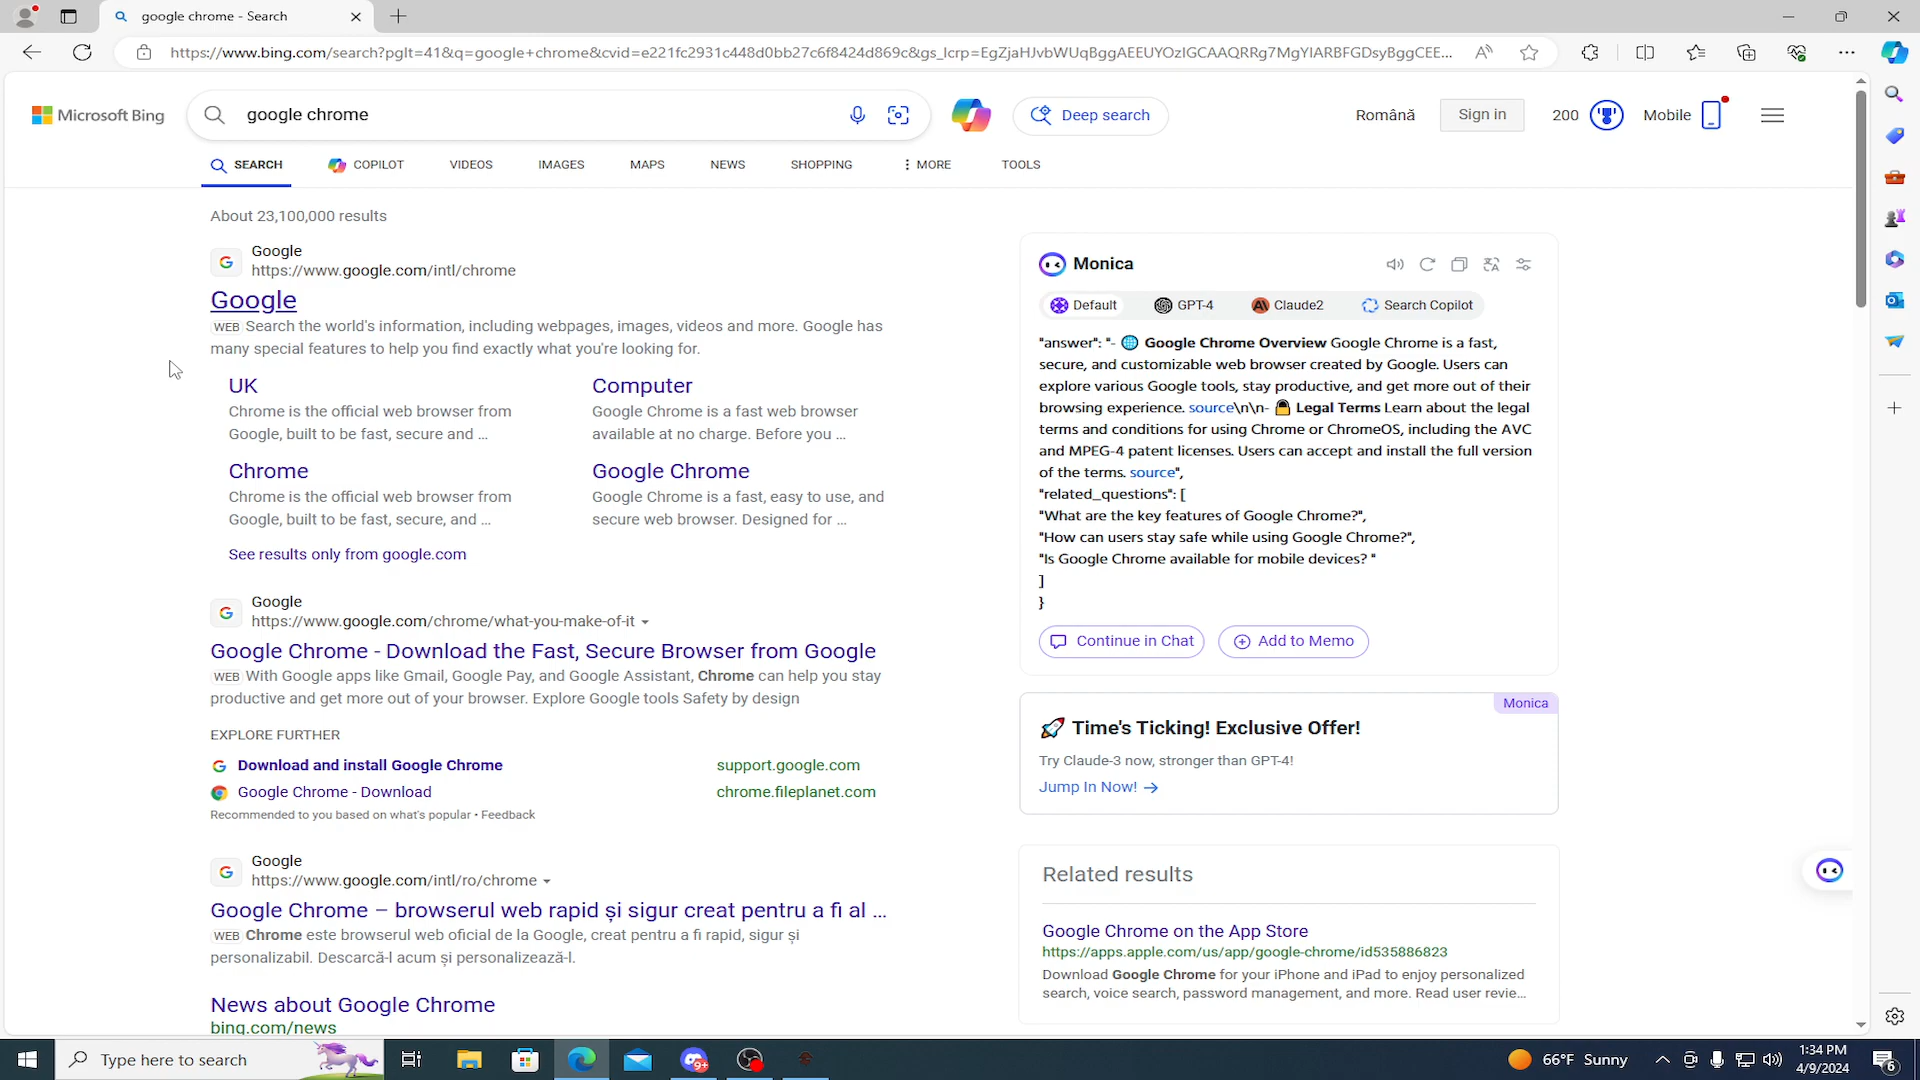 google chrome - Search
https://www.bing.com/search?pglt=41&q=google+chrome&cvid=e221fc2931c448d0bb27c6f8424d869c&gs_lcrp=EgZjaHJvbWUqBggAEEUYOzIGCAAQRRg7MgYIARBFGDsyBggCEE...
Microsoft Bing
google chrome
Deep search
Română
Sign in
200
Mobile
SEARCH
COPILOT
VIDEOS
IMAGES
MAPS
NEWS
SHOPPING
MORE
TOOLS
About 23,100,000 results
Google
https://www.google.com/intl/chrome
Google
WEB Search the world's information, including webpages, images, videos and more. Google has
many special features to help you find exactly what you're looking for.
UK
Chrome is the official web browser from
Google, built to be fast, secure and ...
Computer
Google Chrome is a fast web browser
available at no charge. Before you ...
Chrome
Chrome is the official web browser from
Google, built to be fast, secure, and ...
Google Chrome
Google Chrome is a fast, easy to use, and
secure web browser. Designed for ...
See results only from google.com
Google
https://www.google.com/chrome/what-you-make-of-it
Google Chrome - Download the Fast, Secure Browser from Google
WEB With Google apps like Gmail, Google Pay, and Google Assistant, Chrome can help you stay
productive and get more out of your browser. Explore Google tools Safety by design
EXPLORE FURTHER
Download and install Google Chrome
support.google.com
Google Chrome - Download
chrome.fileplanet.com
Recommended to you based on what's popular • Feedback
Google
https://www.google.com/intl/ro/chrome
Google Chrome – browserul web rapid și sigur creat pentru a fi al ...
WEB Chrome este browserul web oficial de la Google, creat pentru a fi rapid, sigur și
personalizabil. Descarcă-l acum și personalizează-l.
News about Google Chrome
bing.com/news
Monica
Default
GPT-4
Claude2
Search Copilot
"answer": "- 🌐 Google Chrome Overview Google Chrome is a fast,
secure, and customizable web browser created by Google. Users can
explore various Google tools, stay productive, and get more out of their
browsing experience. source\n\n- 🔒 Legal Terms Learn about the legal
terms and conditions for using Chrome or ChromeOS, including the AVC
and MPEG-4 patent licenses. Users can accept and install the full version
of the terms. source",
"related_questions": [
"What are the key features of Google Chrome?",
"How can users stay safe while using Google Chrome?",
"Is Google Chrome available for mobile devices? "
]
}
Continue in Chat
Add to Memo
Monica
🚀 Time's Ticking! Exclusive Offer!
Try Claude-3 now, stronger than GPT-4!
Jump In Now! →
Related results
Google Chrome on the App Store
https://apps.apple.com/us/app/google-chrome/id535886823
Download Google Chrome for your iPhone and iPad to enjoy personalized
search, voice search, password management, and more. Read user revie...
Type here to search
9+
66°F Sunny
1:34 PM
4/9/2024
6